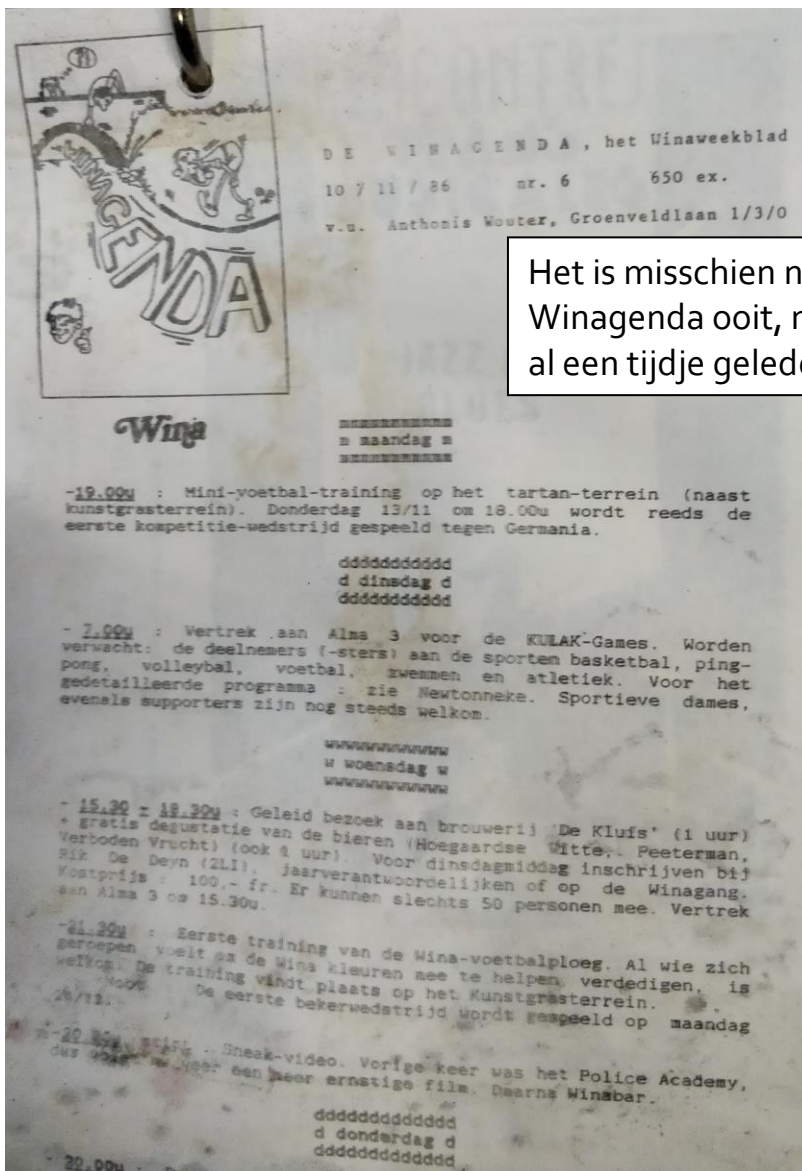 WINAGENDA
D E W I N A G E N D A , het Winaweekblad
10 / 11 / 86 nr. 6 650 ex.
v.u. Anthonis Wouter, Groenveldlaan 1/3/0
Het is misschien n
Winagenda ooit, m
al een tijdje gelede
Wina
mmmmmmmmmmm
m maandag m
mmmmmmmmmmm
-19.00u : Mini-voetbal-training op het tartan-terrein (naast
kunstgrasterrein). Donderdag 13/11 om 18.00u wordt reeds de
eerste kompetitie-wedstrijd gespeeld tegen Germania.
ddddddddddd
d dinsdag d
ddddddddddd
- 7.00u : Vertrek aan Alma 3 voor de KULAK-Games. Worden
verwacht: de deelnemers (-sters) aan de sporten basketbal, ping-
pong, volleybal, voetbal, zwemmen en atletiek. Voor het
gedetailleerde programma : zie Newtonneke. Sportieve dames,
evenals supporters zijn nog steeds welkom.
wwwwwwwwwwww
w woensdag w
wwwwwwwwwwww
- 15.30 - 18.30u : Geleid bezoek aan brouwerij 'De Kluis' (1 uur)
+ gratis degustatie van de bieren (Hoegaardse Witte, Peeterman,
Verboden Vrucht) (ook 1 uur). Voor dinsdagmiddag inschrijven bij
Rik De Deyn (2LI), jaarverantwoordelijken of op de Winagang.
Kostprijs : 100,- fr. Er kunnen slechts 50 personen mee. Vertrek
aan Alma 3 om 15.30u.
-21.30u : Eerste training van de Wina-voetbalploeg. Al wie zich
geroepen voelt om de Wina kleuren mee te helpen verdedigen, is
welkom. De training vindt plaats op het Kunstgrasterrein.
De eerste bekerwedstrijd wordt gespeeld op maandag
Sneak-video. Vorige keer was het Police Academy,
dus weer een meer ernstige film. Daarna Winabar.
ddddddddddddd
d donderdag d
ddddddddddddd
- 20.00u :